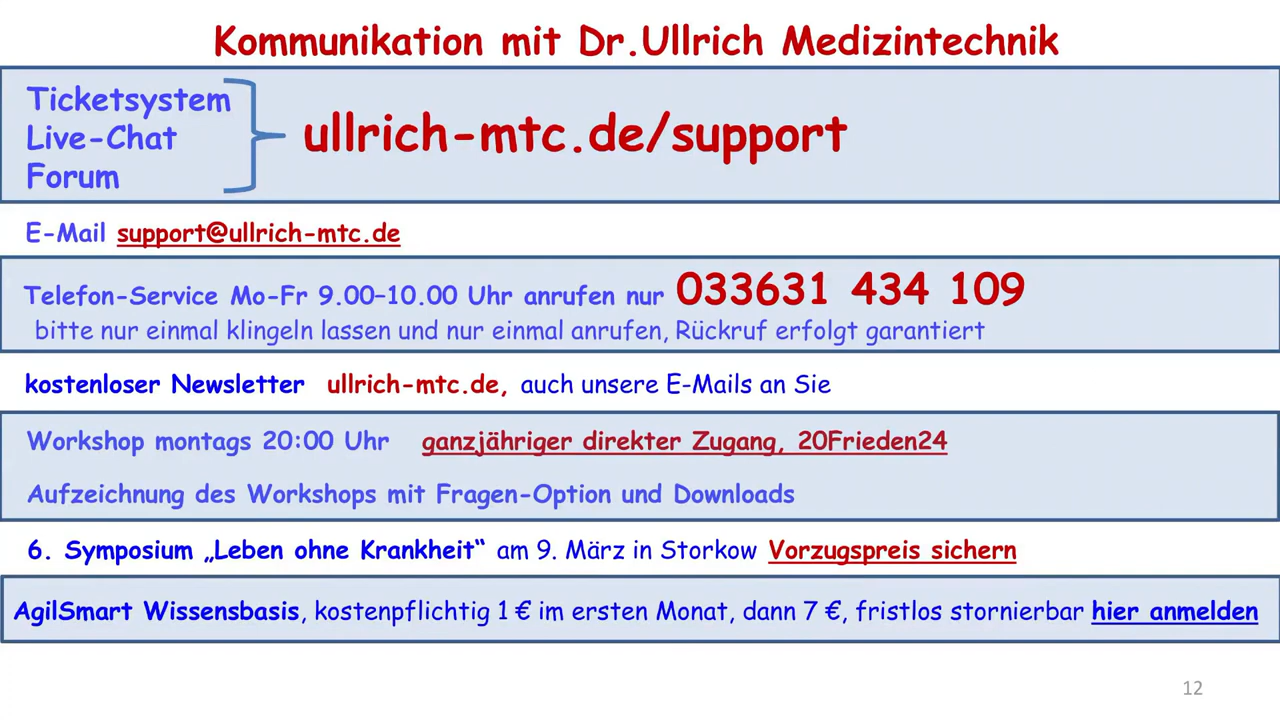 Kommunikation mit Dr.Ullrich Medizintechnik
Ticketsystem
Live-Chat
Forum
ullrich-mtc.de/support
E-Mail support@ullrich-mtc.de
Telefon-Service Mo-Fr 9.00–10.00 Uhr anrufen nur 033631 434 109
bitte nur einmal klingeln lassen und nur einmal anrufen, Rückruf erfolgt garantiert
kostenloser Newsletter ullrich-mtc.de, auch unsere E-Mails an Sie
Workshop montags 20:00 Uhr ganzjähriger direkter Zugang, 20Frieden24
Aufzeichnung des Workshops mit Fragen-Option und Downloads
6. Symposium „Leben ohne Krankheit“ am 9. März in Storkow Vorzugspreis sichern
AgilSmart Wissensbasis, kostenpflichtig 1 € im ersten Monat, dann 7 €, fristlos stornierbar hier anmelden
12